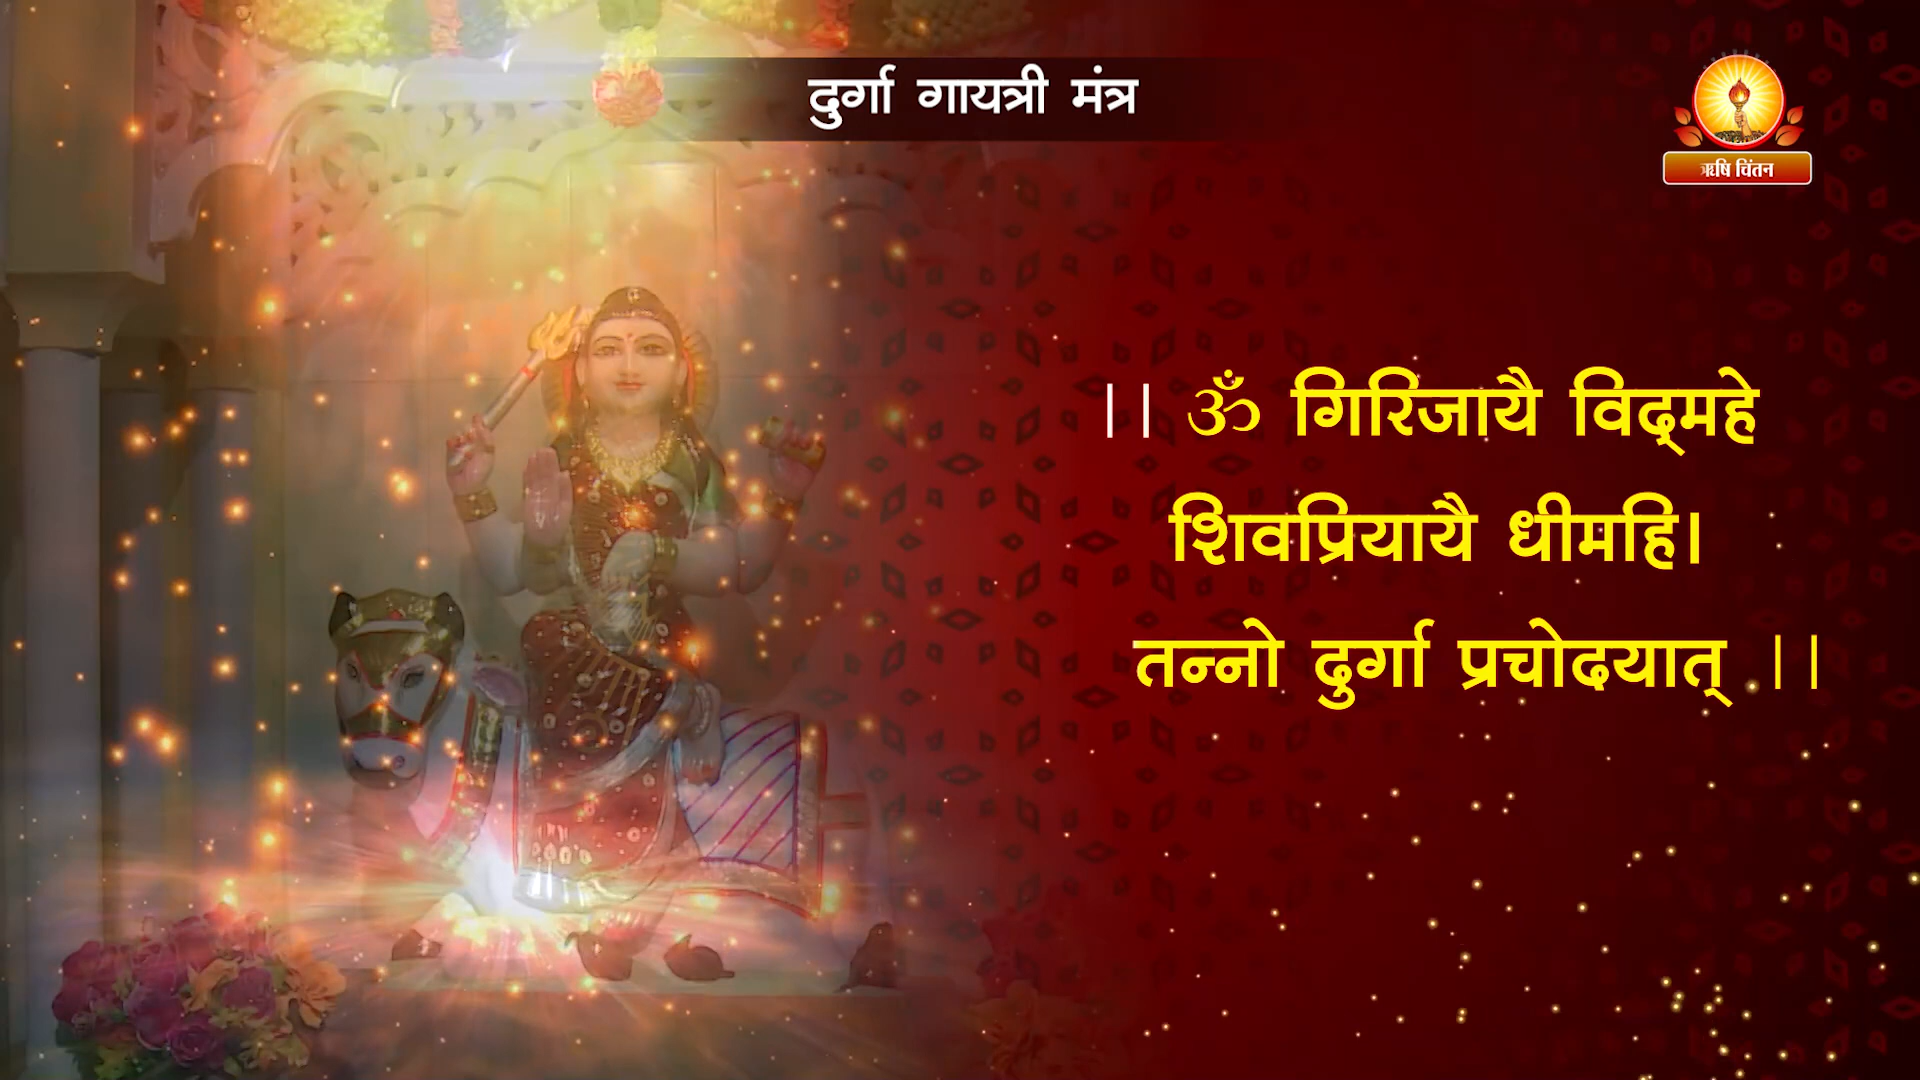 दुर्गा गायत्री मंत्र
ऋषि चिंतन
|| ॐ गिरिजायै विद्‌महे
शिवप्रियायै धीमहि।
तन्नो दुर्गा प्रचोदयात् ||